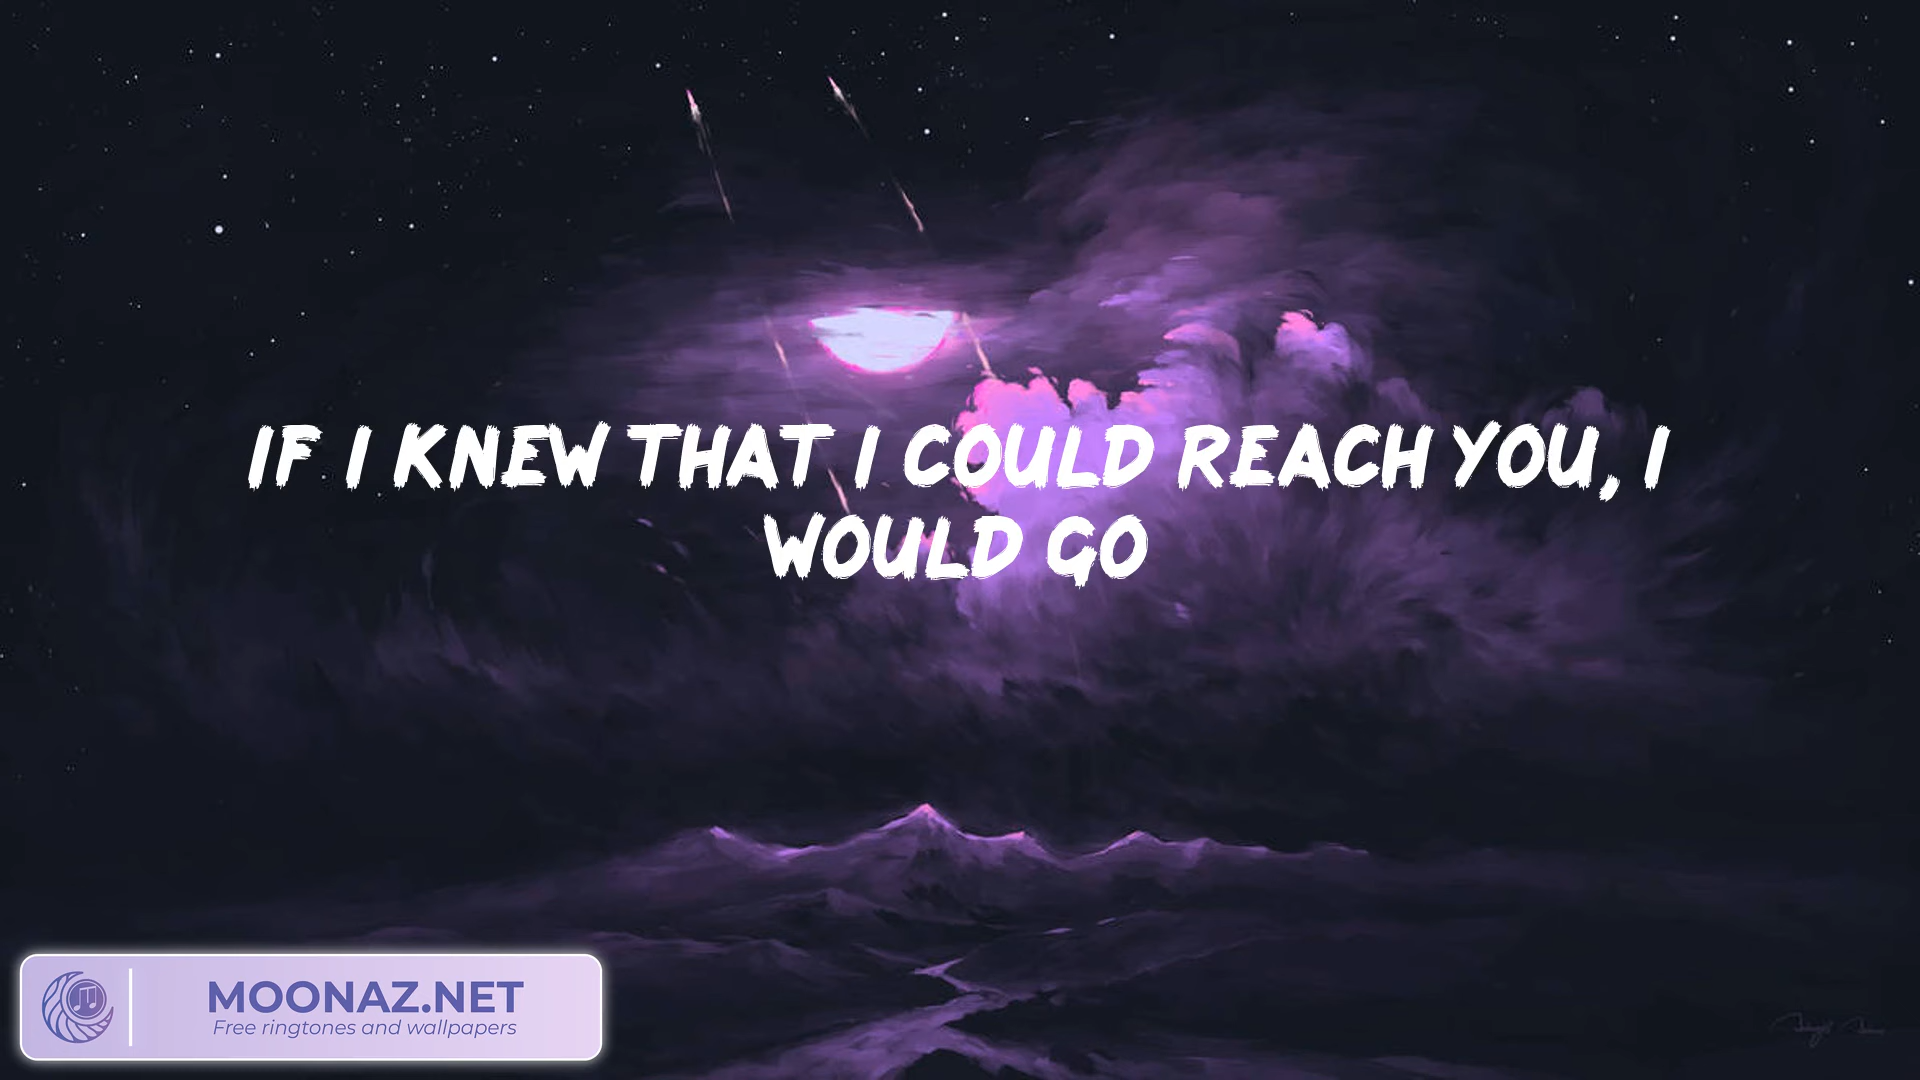 IF I KNEW THAT I COULD REACH YOU, I
WOULD GO
MOONAZ.NET
Free ringtones and wallpapers